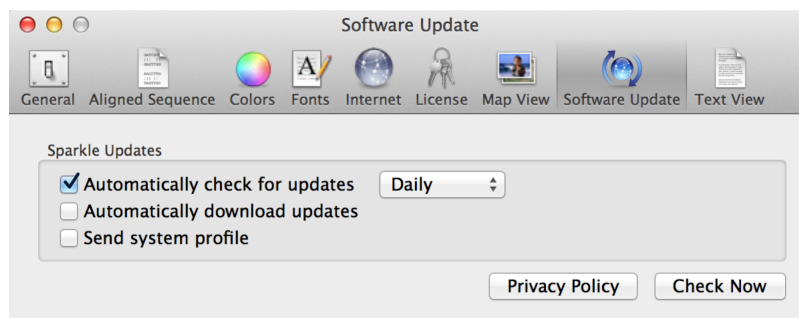 Software Update
General Aligned Sequence Colors Fonts Internet License Map View Software Update Text View
Sparkle Updates
Automatically check for updates Daily
Automatically download updates
Send system profile
Privacy Policy Check Now